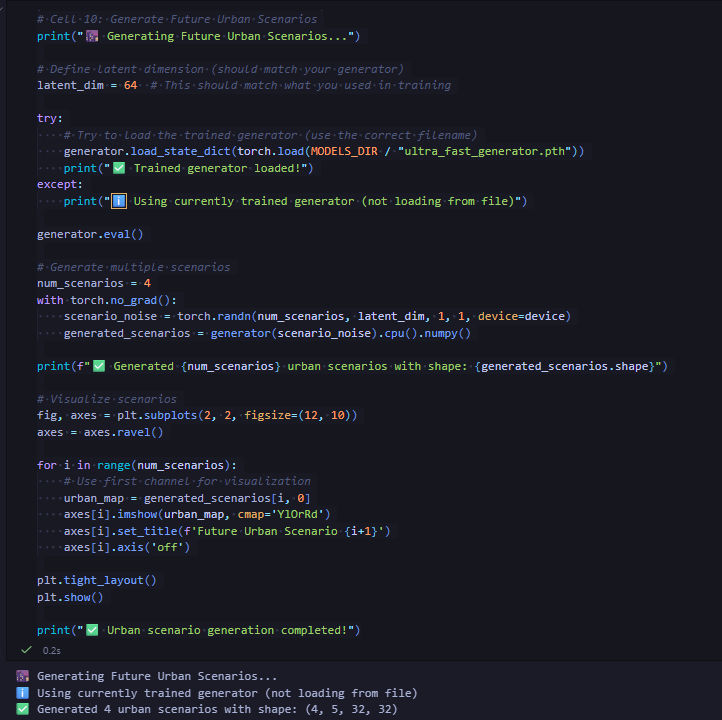 # Cell 10: Generate Future Urban Scenarios
print("🌆 Generating Future Urban Scenarios...")
# Define latent dimension (should match your generator)
latent_dim = 64  # This should match what you used in training
try:
    # Try to load the trained generator (use the correct filename)
    generator.load_state_dict(torch.load(MODELS_DIR / "ultra_fast_generator.pth"))
    print("✅ Trained generator loaded!")
except:
    print("ℹ️ Using currently trained generator (not loading from file)")
generator.eval()
# Generate multiple scenarios
num_scenarios = 4
with torch.no_grad():
    scenario_noise = torch.randn(num_scenarios, latent_dim, 1, 1, device=device)
    generated_scenarios = generator(scenario_noise).cpu().numpy()
print(f"✅ Generated {num_scenarios} urban scenarios with shape: {generated_scenarios.shape}")
# Visualize scenarios
fig, axes = plt.subplots(2, 2, figsize=(12, 10))
axes = axes.ravel()
for i in range(num_scenarios):
    # Use first channel for visualization
    urban_map = generated_scenarios[i, 0]
    axes[i].imshow(urban_map, cmap='YlOrRd')
    axes[i].set_title(f'Future Urban Scenario {i+1}')
    axes[i].axis('off')
plt.tight_layout()
plt.show()
print("✅ Urban scenario generation completed!")
0.2s
🌆 Generating Future Urban Scenarios...
ℹ️ Using currently trained generator (not loading from file)
✅ Generated 4 urban scenarios with shape: (4, 5, 32, 32)